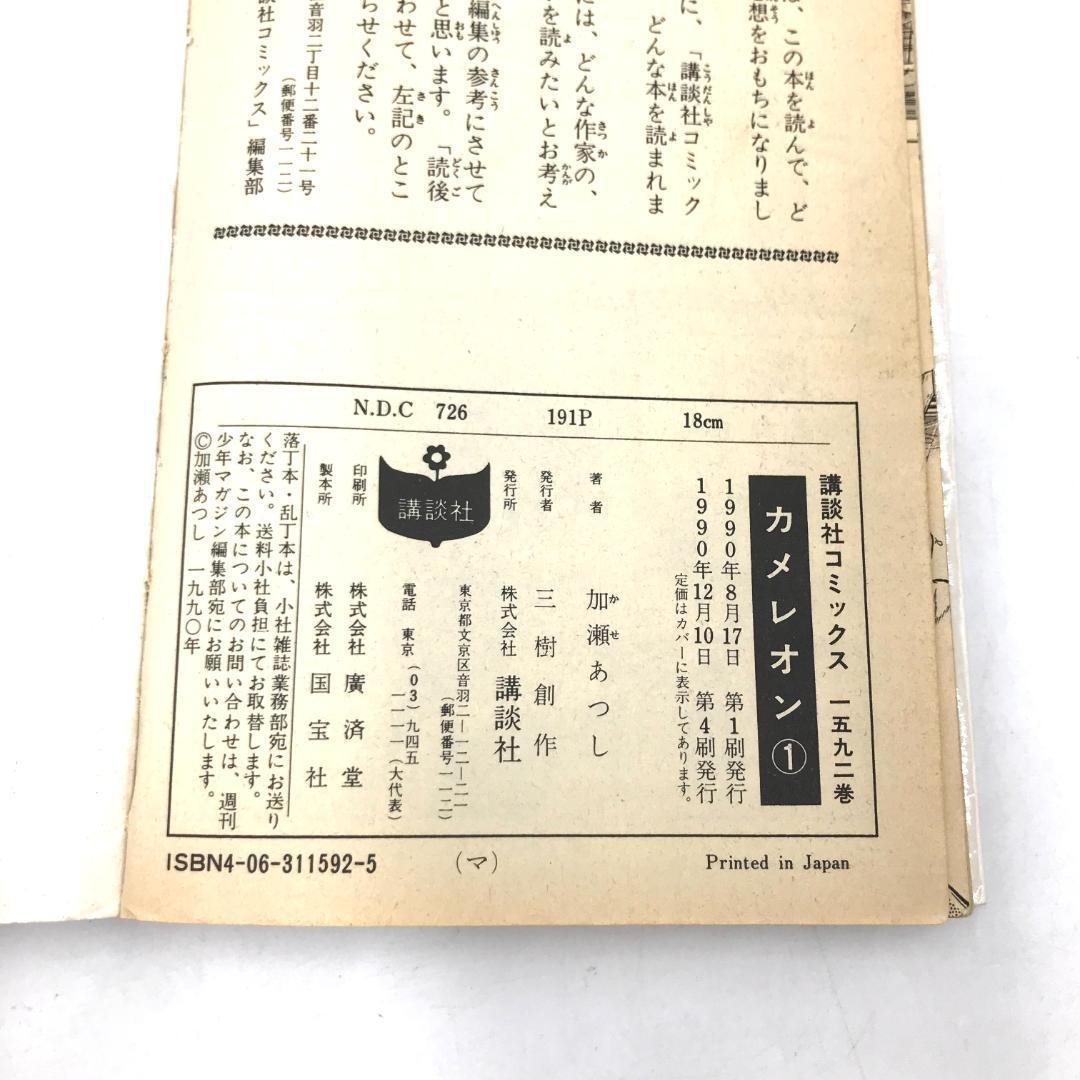 、この本を読んで、ど
想をおもちになりまし
に、「講談社コミック
どんな本を読まれま
には、どんな作家の、
を読みたいとお考え
編集の参考にさせて
と思います。「読後
わせて、左記のとこ
らせください。
音羽二丁目十二番二十一号
(郵便番号一一二)
談社コミックス」編集部
N.D.C 726 191P 18cm
講談社コミックス 一五九二巻
カメレオン①
1990年8月17日 第1刷発行
1990年12月10日 第4刷発行
定価はカバーに表示してあります。
著者 加瀬あつし
発行者 三樹創作
発行所 株式会社 講談社
東京都文京区音羽二―一二―二一
(郵便番号一一二)
電話 東京(03)九四五
一一一一(大代表)
講談社
印刷所 株式会社 廣済堂
製本所 株式会社 国宝社
落丁本・乱丁本は、小社雑誌業務部宛にお送り
ください。送料小社負担にてお取替します。
なお、この本についてのお問い合わせは、週刊
少年マガジン編集部宛にお願いいたします。
©加瀬あつし 一九九〇年
ISBN4-06-311592-5 (マ) Printed in Japan